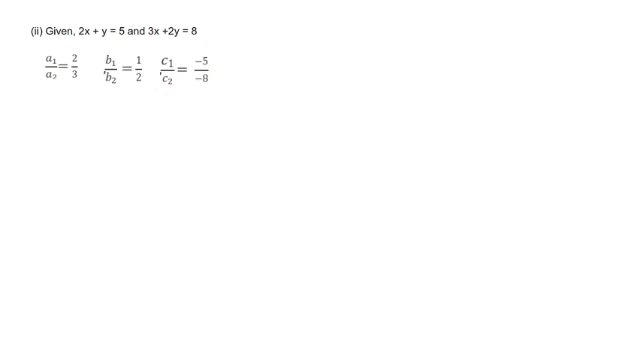 (ii) Given, 2x + y = 5 and 3x +2y = 8
a₁/a₂ = 2/3 , b₁/b₂ = 1/2 , c₁/c₂ = −5/−8